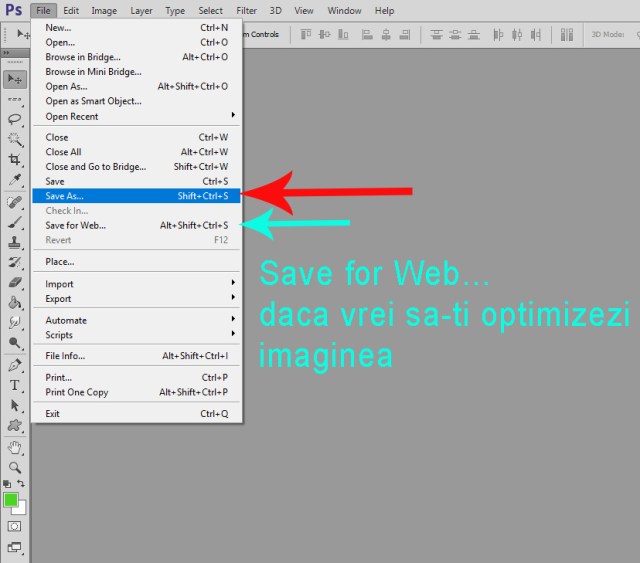 Ps File Edit Image Layer Type Select Filter 3D View Window Help
m Controls 3D Mode:
New... Ctrl+N
Open... Ctrl+O
Browse in Bridge... Alt+Ctrl+O
Browse in Mini Bridge...
Open As... Alt+Shift+Ctrl+O
Open as Smart Object...
Open Recent
Close Ctrl+W
Close All Alt+Ctrl+W
Close and Go to Bridge... Shift+Ctrl+W
Save Ctrl+S
Save As... Shift+Ctrl+S
Check In...
Save for Web... Alt+Shift+Ctrl+S
Revert F12
Place...
Import
Export
Automate
Scripts
File Info... Alt+Shift+Ctrl+I
Print... Ctrl+P
Print One Copy Alt+Shift+Ctrl+P
Exit Ctrl+Q
Save for Web...
daca vrei sa-ti optimizezi
imaginea